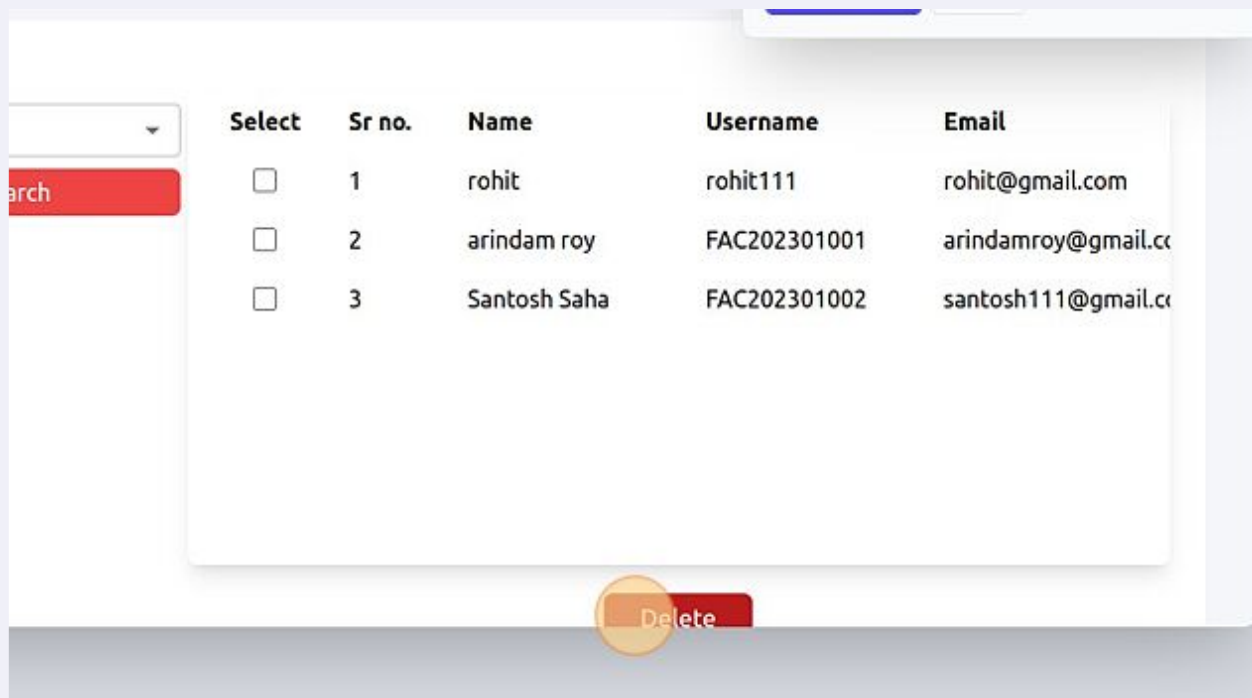 Select Sr no. Name Username Email
arch
1 rohit rohit111 rohit@gmail.com
2 arindam roy FAC202301001 arindamroy@gmail.c
3 Santosh Saha FAC202301002 santosh111@gmail.c
Delete